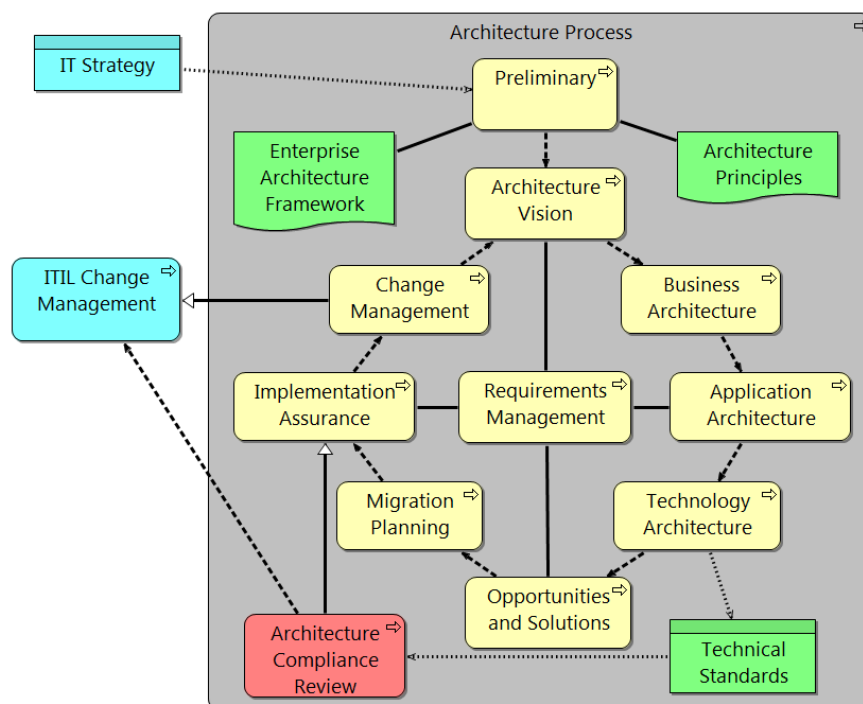 Architecture Process
IT Strategy
Preliminary
Enterprise
Architecture
Framework
Architecture
Principles
Architecture
Vision
ITIL Change
Management
Change
Management
Business
Architecture
Implementation
Assurance
Requirements
Management
Application
Architecture
Migration
Planning
Technology
Architecture
Opportunities
and Solutions
Architecture
Compliance
Review
Technical
Standards